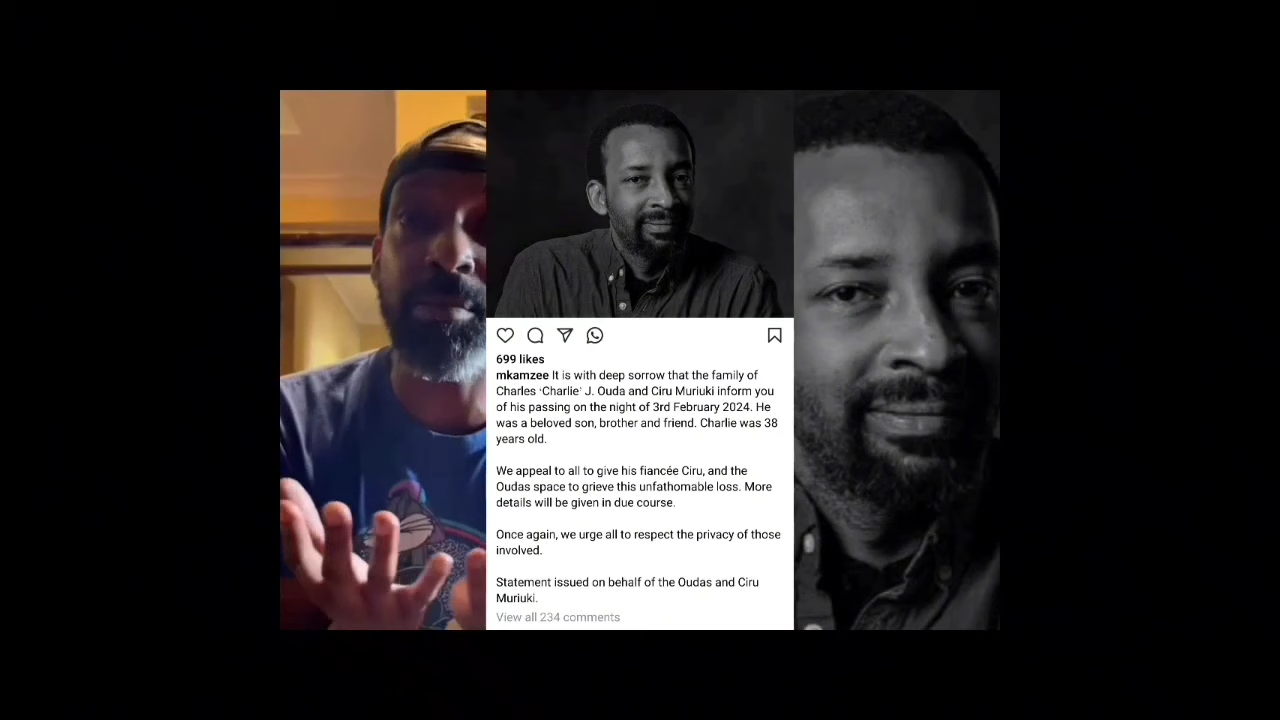 699 likes
mkamzee It is with deep sorrow that the family of
Charles 'Charlie' J. Ouda and Ciru Muriuki inform you
of his passing on the night of 3rd February 2024. He
was a beloved son, brother and friend. Charlie was 38
years old.
We appeal to all to give his fiancée Ciru, and the
Oudas space to grieve this unfathomable loss. More
details will be given in due course.
Once again, we urge all to respect the privacy of those
involved.
Statement issued on behalf of the Oudas and Ciru
Muriuki.
View all 234 comments